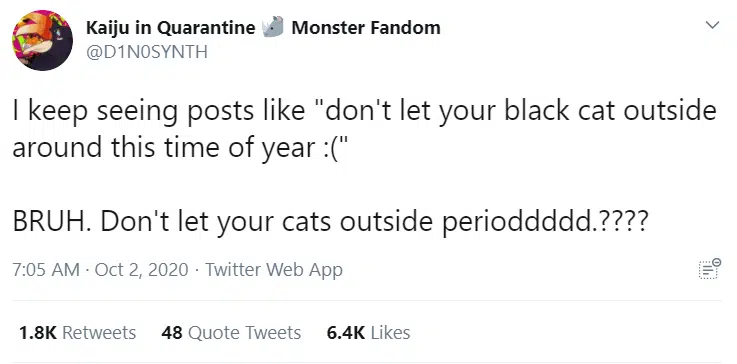 Kaiju in Quarantine 🦏 Monster Fandom
@D1N0SYNTH
I keep seeing posts like "don't let your black cat outside
around this time of year :("
BRUH. Don't let your cats outside perioddddd.????
7:05 AM · Oct 2, 2020 · Twitter Web App
1.8K Retweets 48 Quote Tweets 6.4K Likes